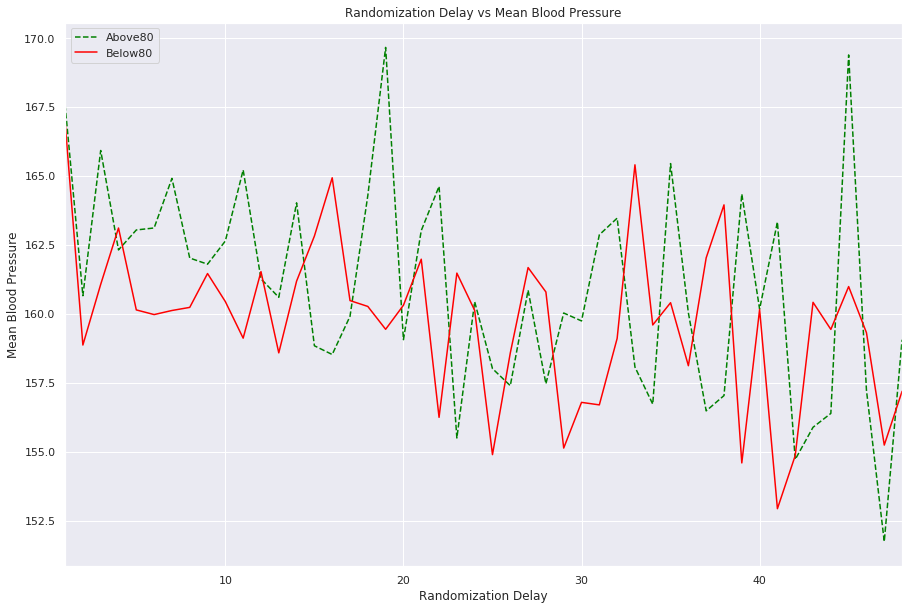 Randomization Delay vs Mean Blood Pressure
Above80
Below80
170.0
167.5
165.0
162.5
160.0
157.5
155.0
152.5
Mean Blood Pressure
10 20 30 40
Randomization Delay